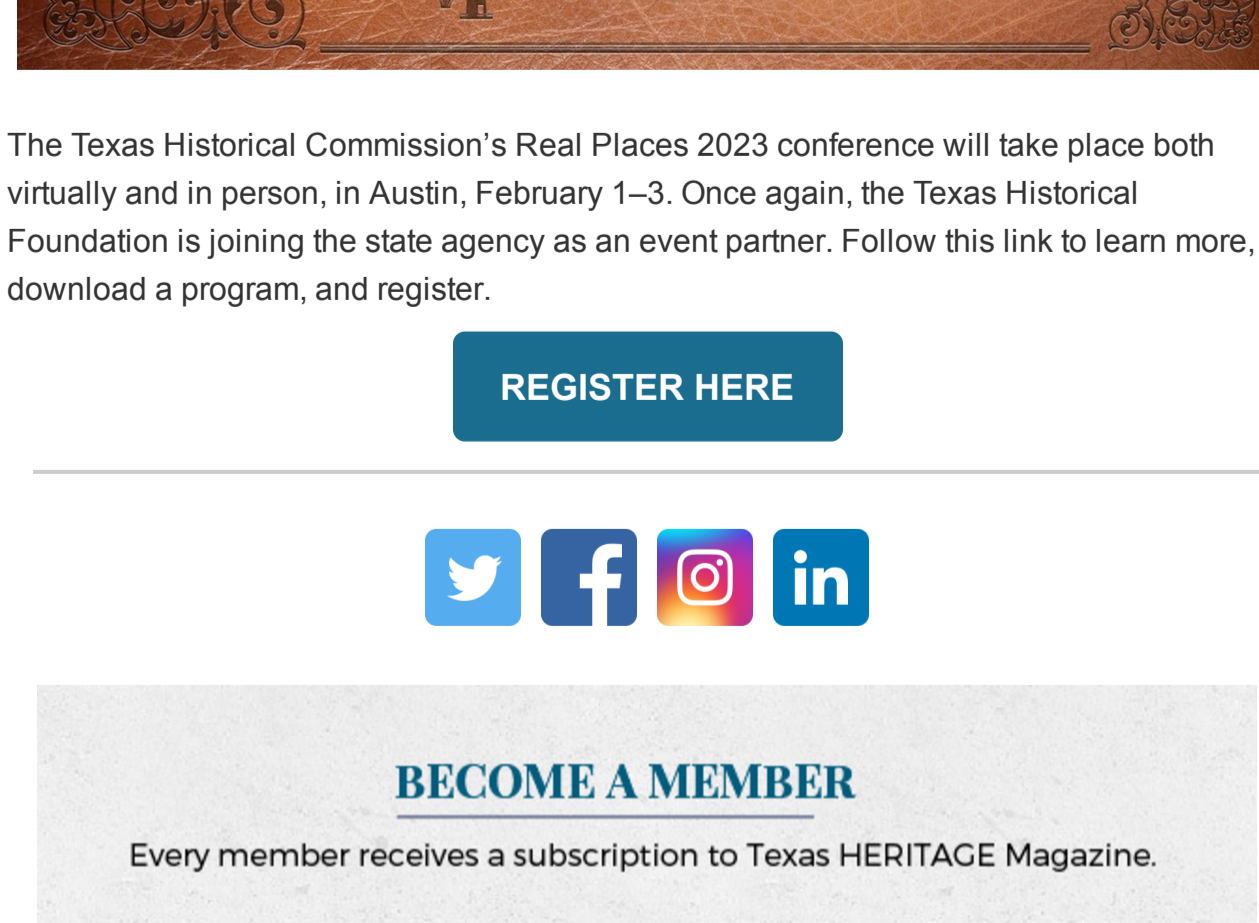 The Texas Historical Commission’s Real Places 2023 conference will take place both
virtually and in person, in Austin, February 1–3. Once again, the Texas Historical
Foundation is joining the state agency as an event partner. Follow this link to learn more,
download a program, and register.
REGISTER HERE
in
BECOME A MEMBER
Every member receives a subscription to Texas HERITAGE Magazine.